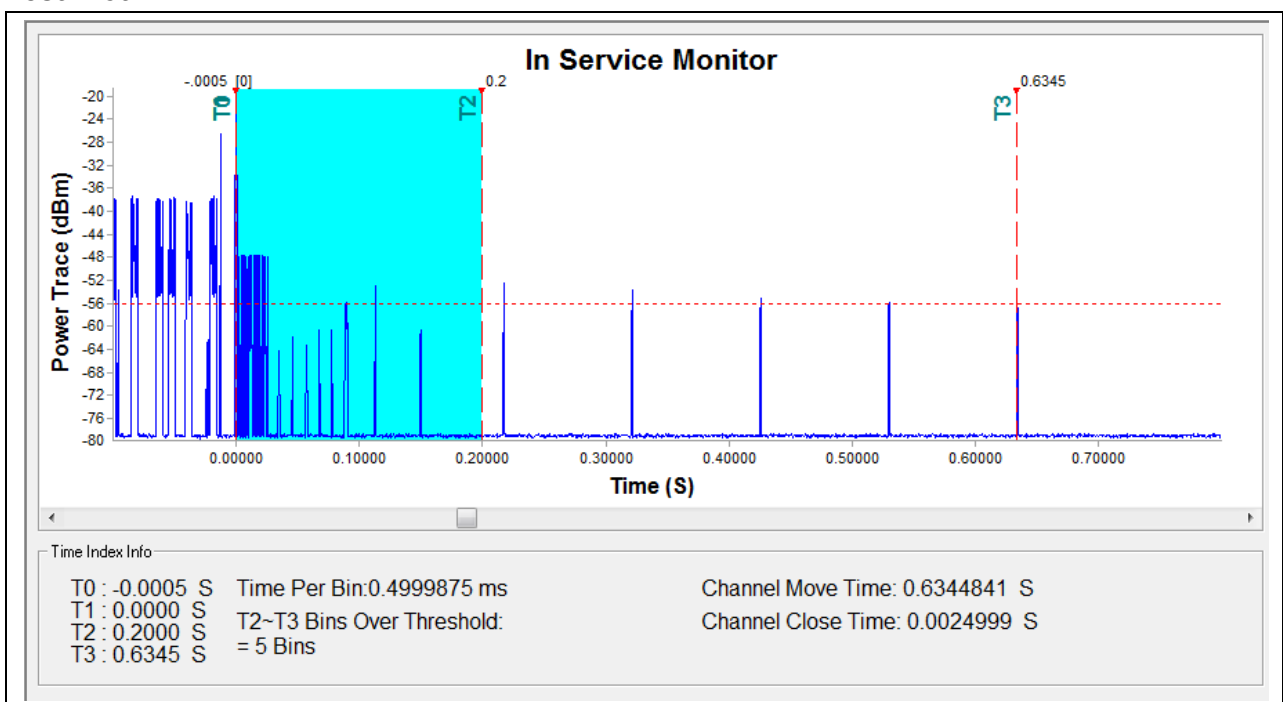 In Service Monitor
-.0005 [0] 0.2 0.6345
T2 T3
Power Trace (dBm)
-20
-24
-28
-32
-36
-40
-44
-48
-52
-56
-60
-64
-68
-72
-76
-80
0.00000 0.10000 0.20000 0.30000 0.40000 0.50000 0.60000 0.70000
Time (S)
Time Index Info
T0 : -0.0005 S Time Per Bin:0.4999875 ms Channel Move Time: 0.6344841 S
T1 : 0.0000 S
T2 : 0.2000 S T2~T3 Bins Over Threshold: Channel Close Time: 0.0024999 S
T3 : 0.6345 S = 5 Bins